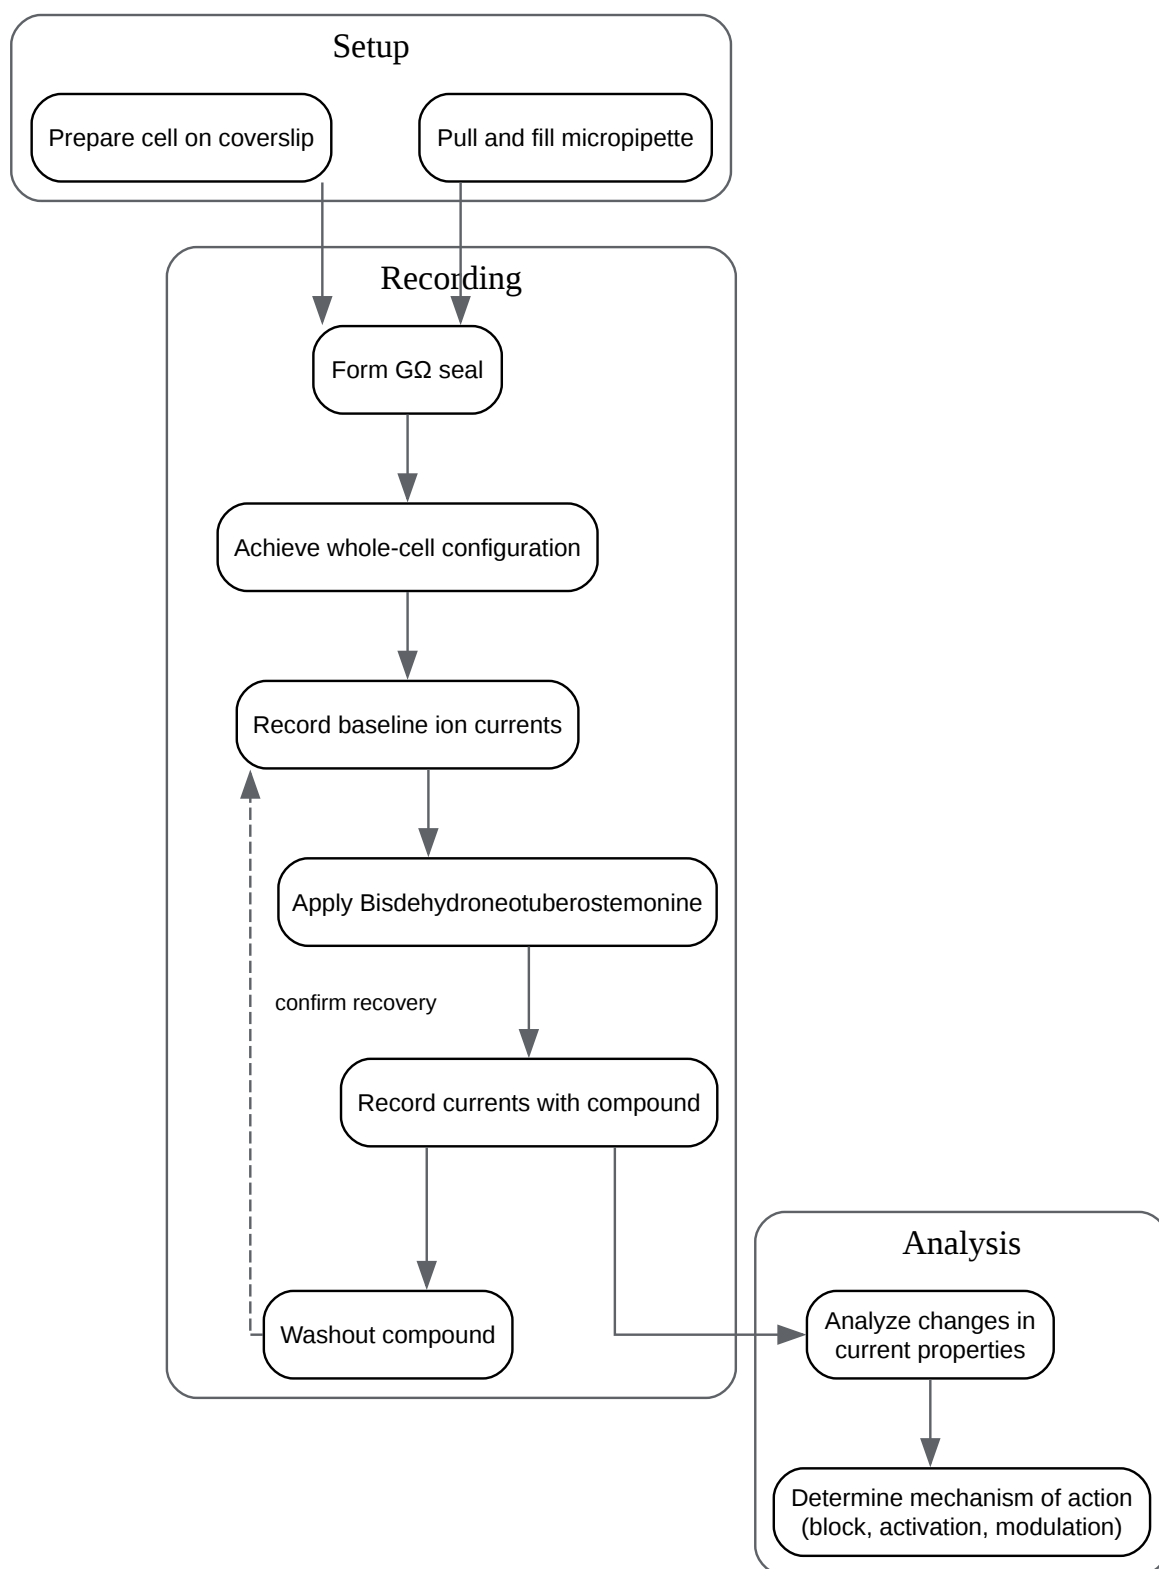 Setup
Prepare cell on coverslip
Pull and fill micropipette
Recording
Form GΩ seal
Achieve whole-cell configuration
Record baseline ion currents
Apply Bisdehydroneotuberostemonine
confirm recovery
Record currents with compound
Washout compound
Analysis
Analyze changes in
current properties
Determine mechanism of action
(block, activation, modulation)